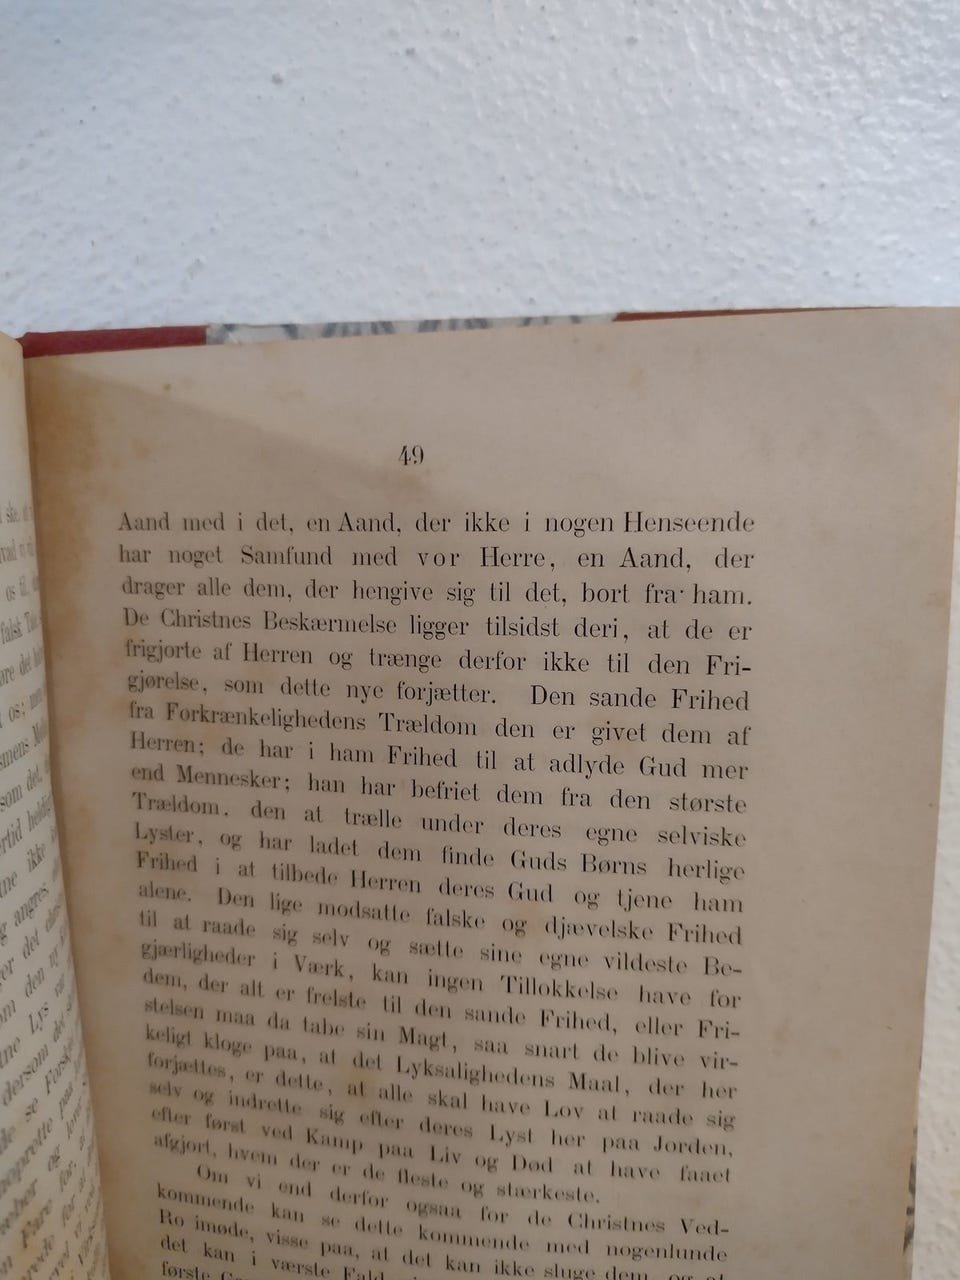 49
Aand med i det, en Aand, der ikke i nogen Henseende
har noget Samfund med vor Herre, en Aand, der
drager alle dem, der hengive sig til det, bort fra ham.
De Christnes Beskærmelse ligger tilsidst deri, at de er
frigjorte af Herren og trænge derfor ikke til den Fri-
gjørelse, som dette nye forjætter. Den sande Frihed
fra Forkrænkelighedens Trældom den er givet dem af
Herren; de har i ham Frihed til at adlyde Gud mer
end Mennesker; han har befriet dem fra den største
Trældom, den at trælle under deres egne selviske
Lyster, og har ladet dem finde Guds Børns herlige
Frihed i at tilbede Herren deres Gud og tjene ham
alene. Den lige modsatte falske og djævelske Frihed
til at raade sig selv og sætte sine egne vildeste Be-
gjærligheder i Værk, kan ingen Tillokkelse have for
dem, der alt er frelste til den sande Frihed, eller Fri-
stelsen maa da tabe sin Magt, saa snart de blive vir-
keligt kloge paa, at det Lyksalighedens Maal, der her
forjættes, er dette, at alle skal have Lov at raade sig
selv og indrette sig efter deres Lyst her paa Jorden,
efter først ved Kamp paa Liv og Død at have faaet
afgjort, hvem der er de fleste og stærkeste.
Om vi end derfor ogsaa for de Christnes Ved-
kommende kan se dette kommende med nogenlunde
Ro imøde, visse paa, at det kan ikke sluge dem, og at
det kan i værste Fald
første